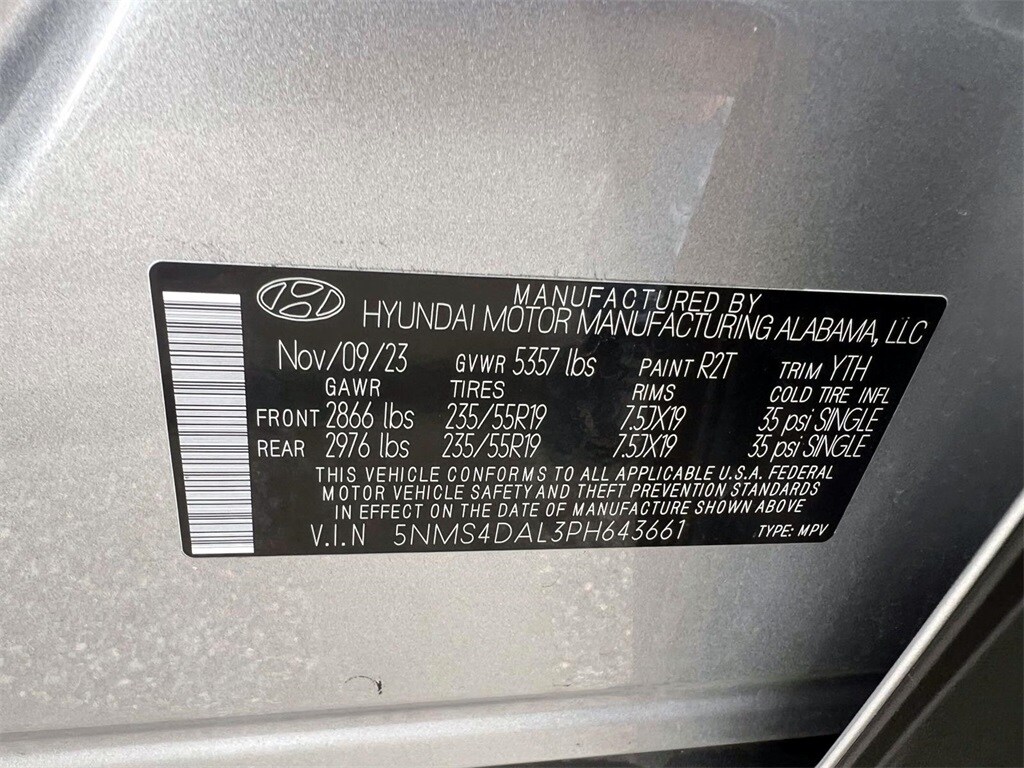 MANUFACTURED BY
HYUNDAI MOTOR MANUFACTURING ALABAMA, LLC
Nov/09/23 GVWR 5357 lbs PAINT R2T TRIM YTH
GAWR TIRES RIMS COLD TIRE INFL
FRONT 2866 lbs 235/55R19 7.5JX19 35 psi SINGLE
REAR 2976 lbs 235/55R19 7.5JX19 35 psi SINGLE
THIS VEHICLE CONFORMS TO ALL APPLICABLE U.S.A. FEDERAL
MOTOR VEHICLE SAFETY AND THEFT PREVENTION STANDARDS
IN EFFECT ON THE DATE OF MANUFACTURE SHOWN ABOVE
V.I.N 5NMS4DAL3PH643661 TYPE: MPV